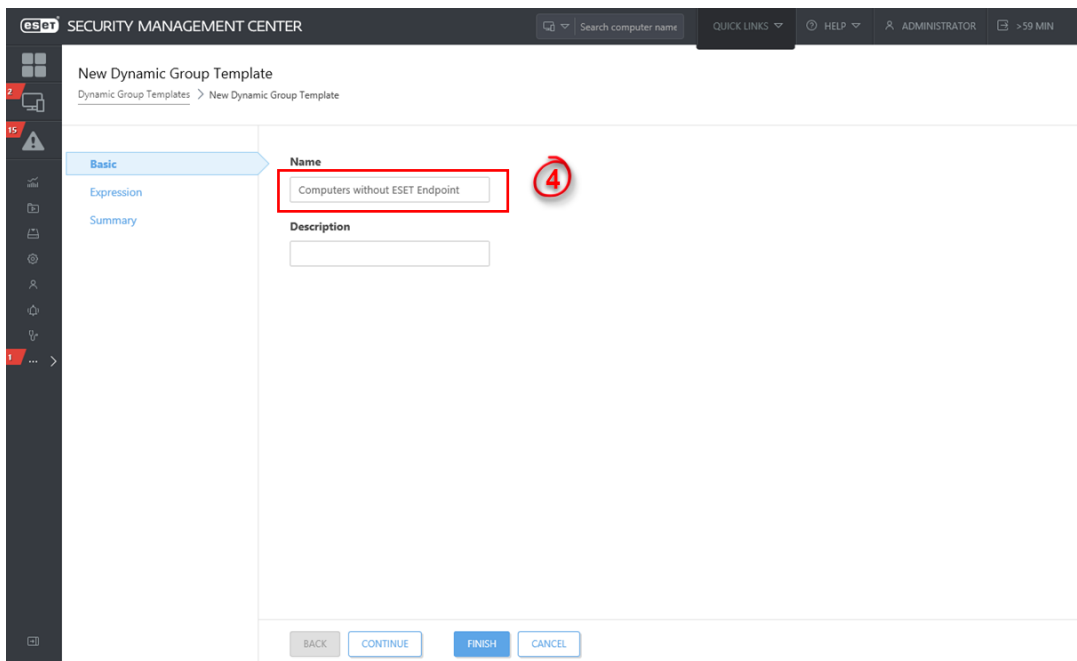 eset SECURITY MANAGEMENT CENTER
Search computer name
QUICK LINKS
HELP
ADMINISTRATOR
>59 MIN
New Dynamic Group Template
Dynamic Group Templates > New Dynamic Group Template
2
15
1
Basic
Expression
Summary
Name
Computers without ESET Endpoint
4
Description
BACK
CONTINUE
FINISH
CANCEL